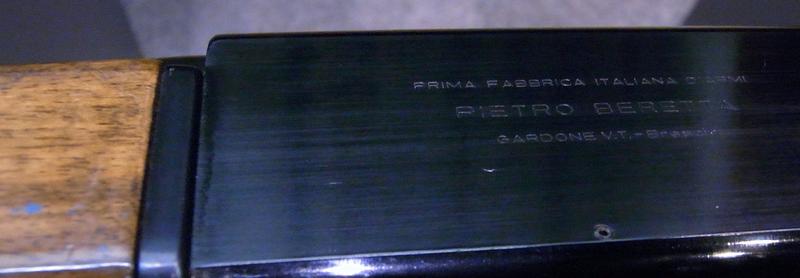 PRIMA FABBRICA ITALIANA D'ARMI
PIETRO BERETTA
GARDONE V.T.-Brescia